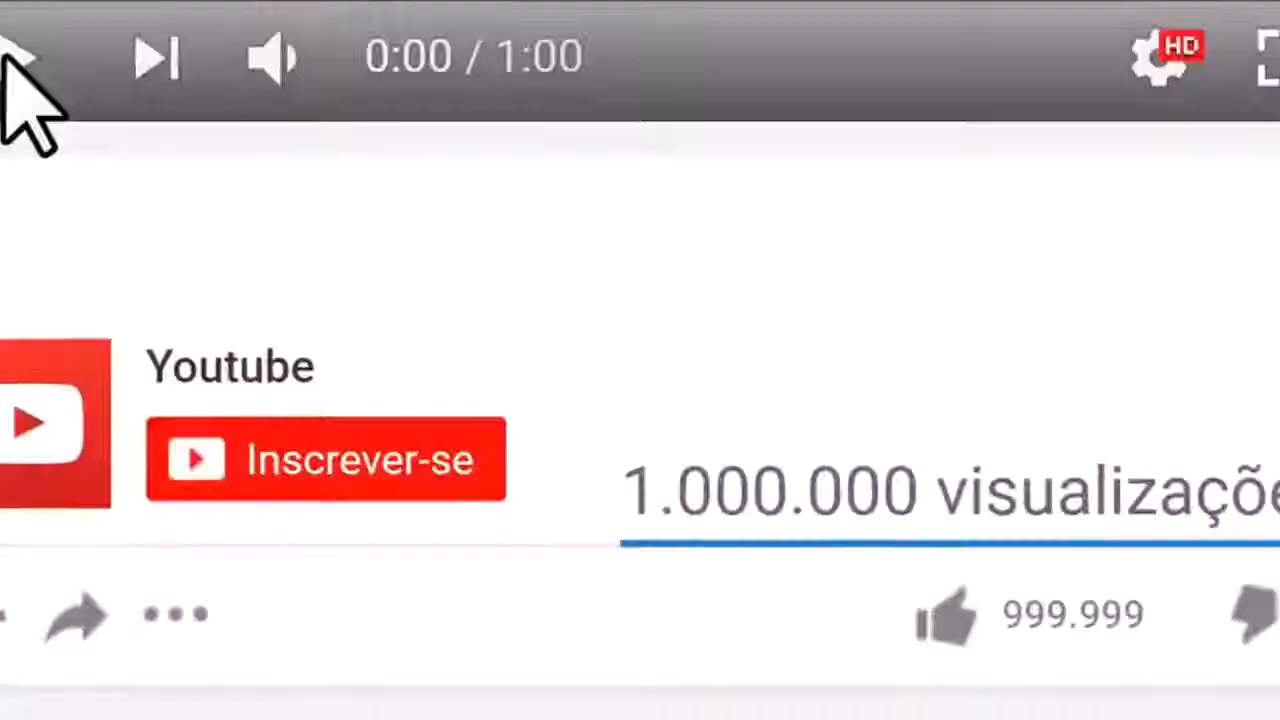 0:00 / 1:00
HD
Youtube
Inscrever-se
1.000.000 visualizaçõe
999.999